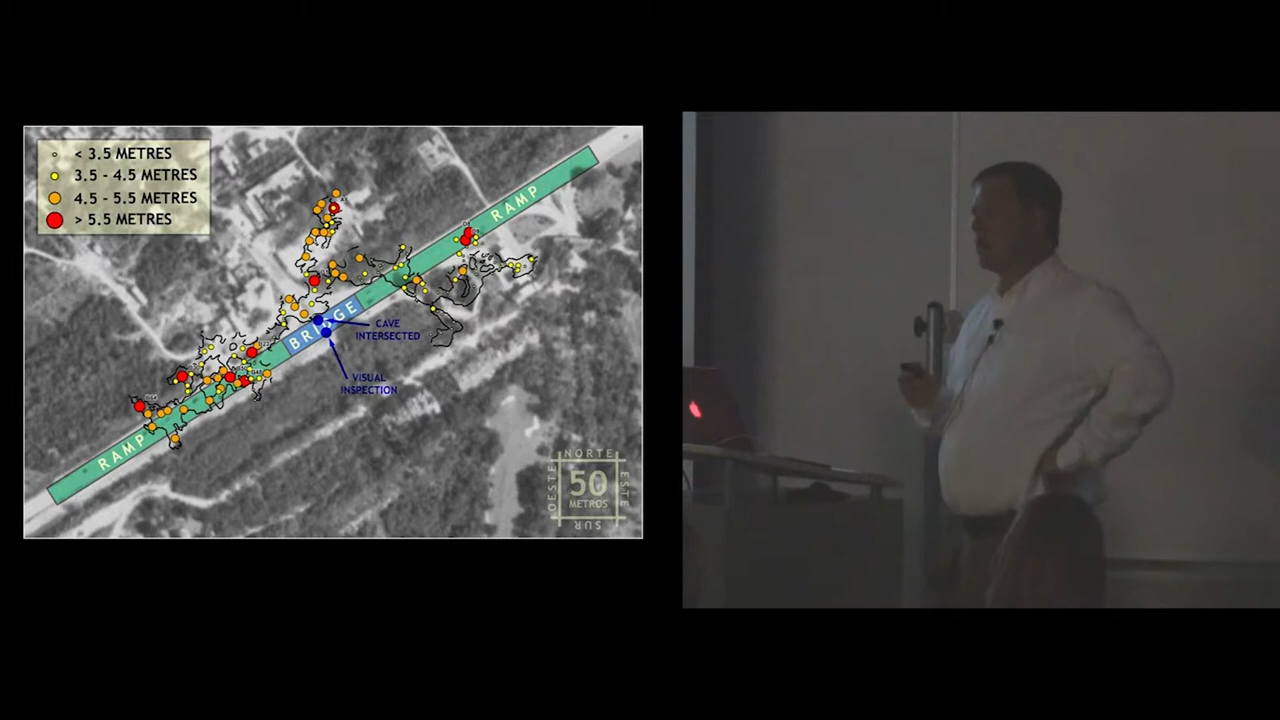 < 3.5 METRES
3.5 - 4.5 METRES
4.5 - 5.5 METRES
> 5.5 METRES
RAMP
BRIDGE
CAVE
INTERSECTED
VISUAL
INSPECTION
RAMP
NORTE
OESTE
50
METROS
ESTE
SUR